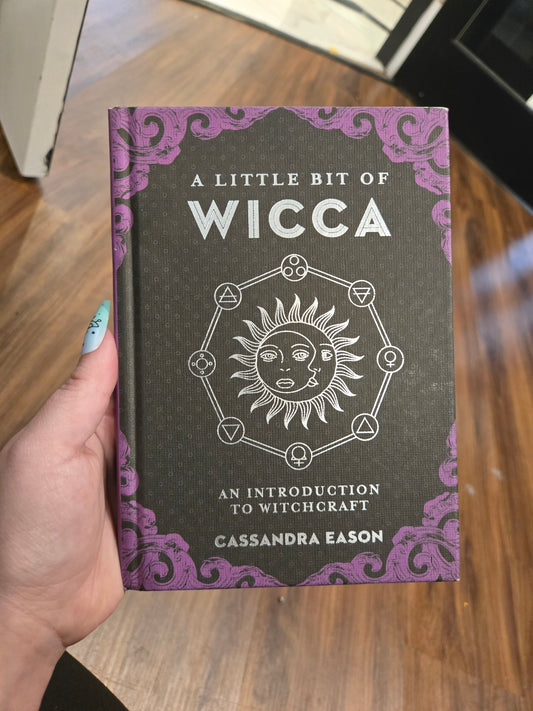 A LITTLE BIT OF
WICCA
AN INTRODUCTION
TO WITCHCRAFT
CASSANDRA EASON